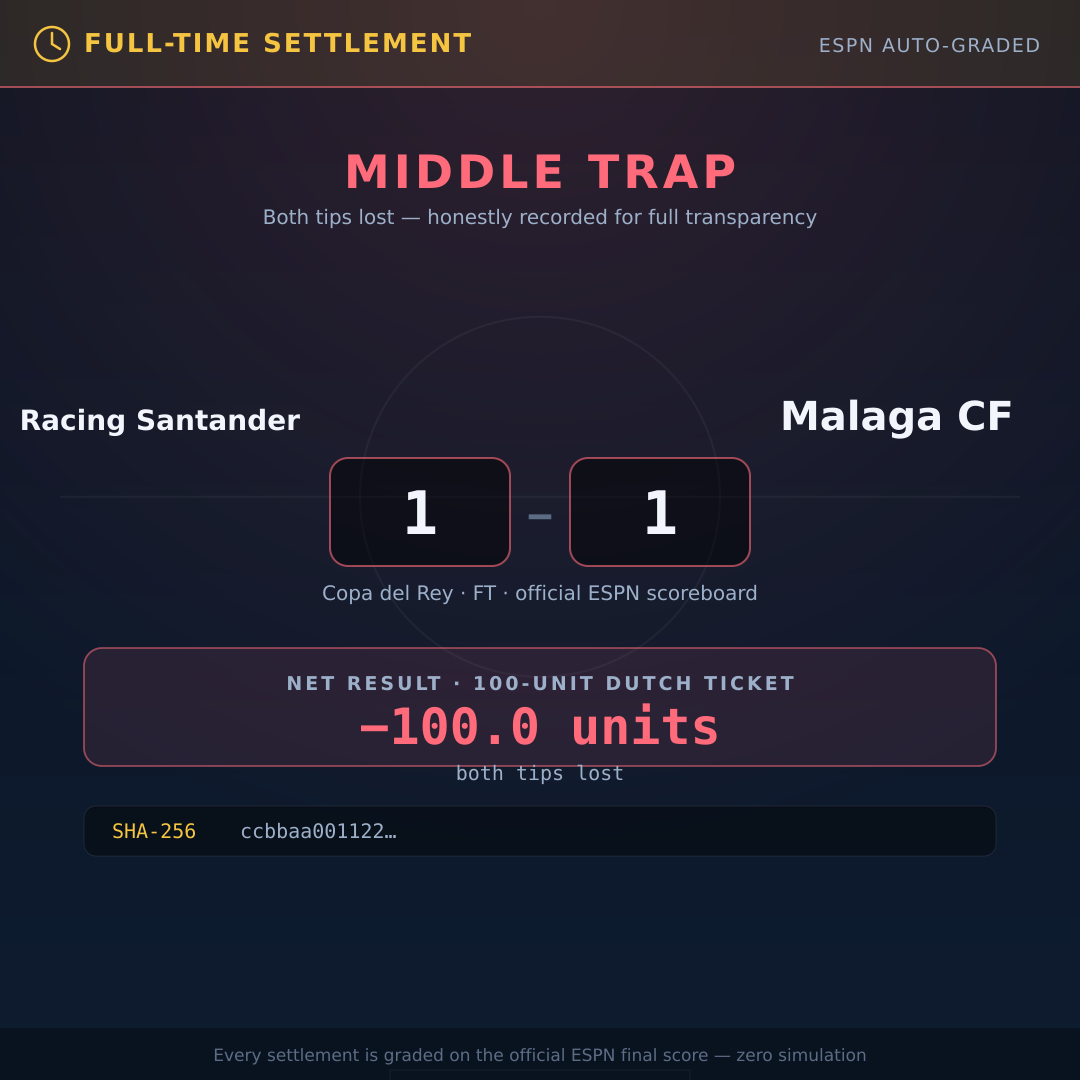 FULL-TIME SETTLEMENT
ESPN AUTO-GRADED
MIDDLE TRAP
Both tips lost — honestly recorded for full transparency
Racing Santander
Malaga CF
1 – 1
Copa del Rey · FT · official ESPN scoreboard
NET RESULT · 100-UNIT DUTCH TICKET
−100.0 units
both tips lost
SHA-256 ccbbaa001122…
Every settlement is graded on the official ESPN final score — zero simulation